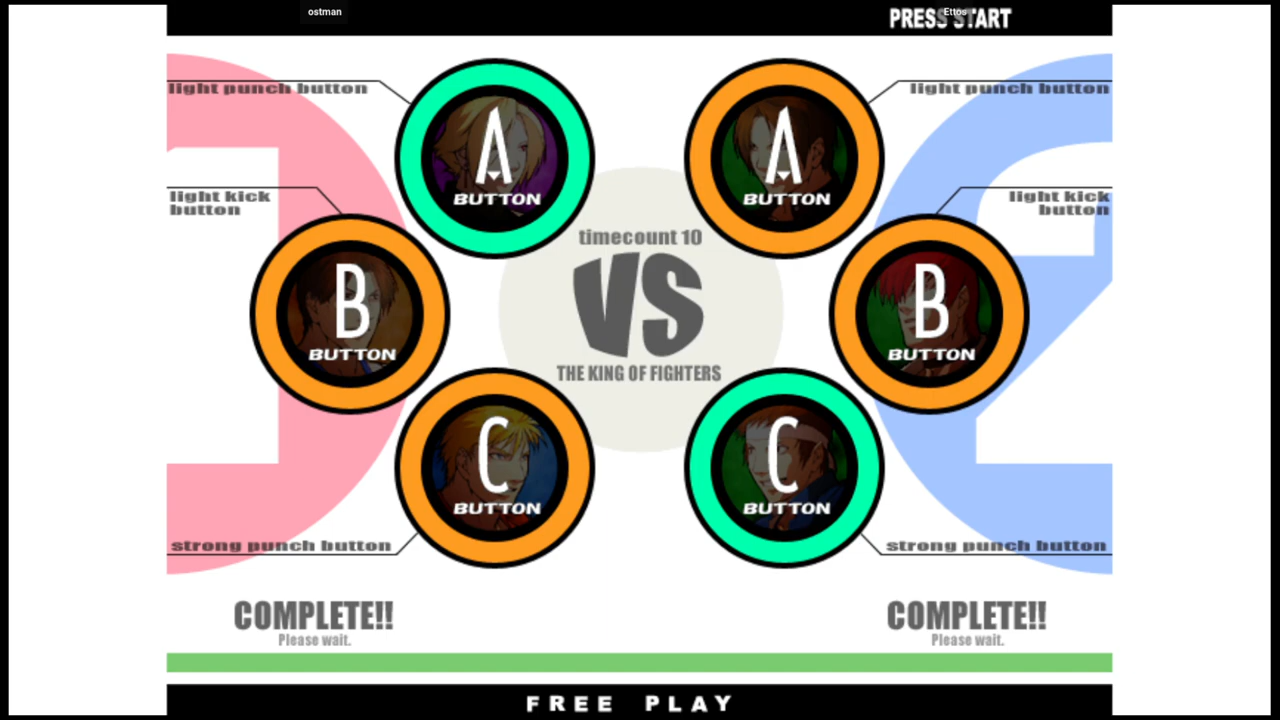 ostman
Ettos
PRESS START
light punch button
light punch button
A
BUTTON
A
BUTTON
light kick
button
light kick
button
timecount 10
VS
THE KING OF FIGHTERS
B
BUTTON
B
BUTTON
C
BUTTON
C
BUTTON
strong punch button
strong punch button
COMPLETE!!
Please wait.
COMPLETE!!
Please wait.
FREE PLAY